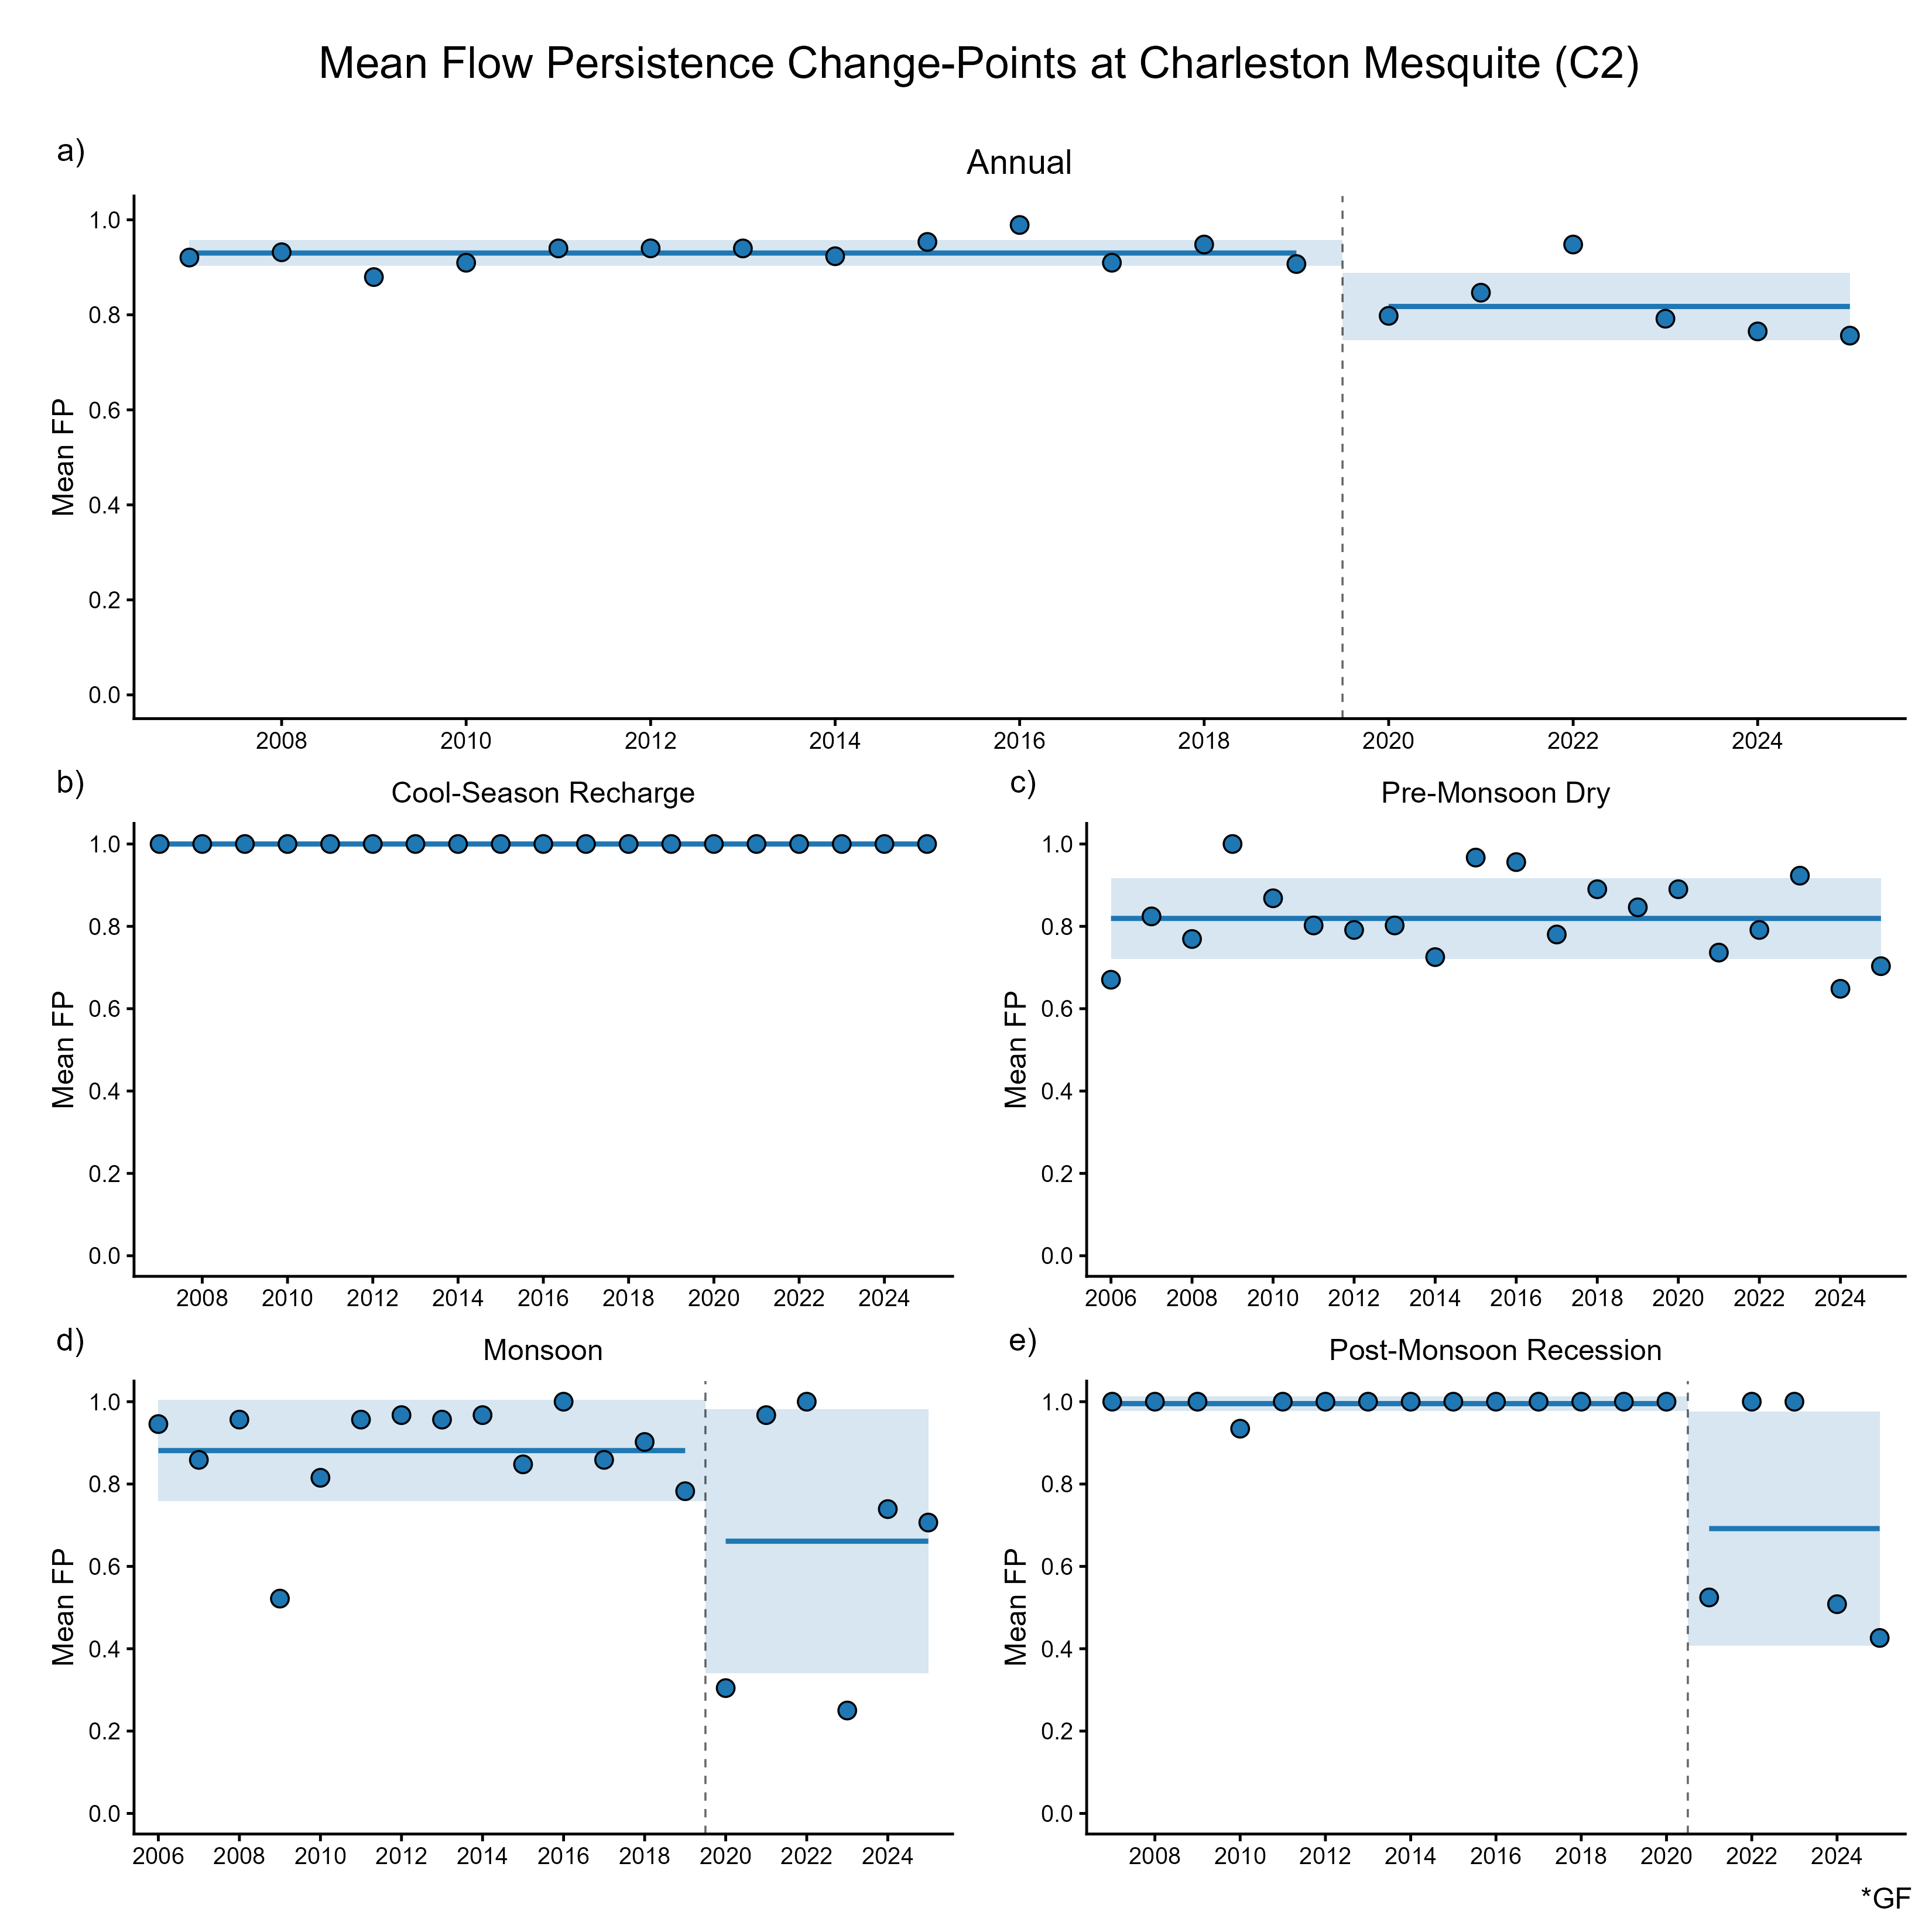 Mean Flow Persistence Change-Points at Charleston Mesquite (C2)
a)
Annual
Mean FP
1.0
0.8
0.6
0.4
0.2
0.0
2008 2010 2012 2014 2016 2018 2020 2022 2024
b)
Cool-Season Recharge
Mean FP
1.0
0.8
0.6
0.4
0.2
0.0
2008 2010 2012 2014 2016 2018 2020 2022 2024
c)
Pre-Monsoon Dry
Mean FP
1.0
0.8
0.6
0.4
0.2
0.0
2006 2008 2010 2012 2014 2016 2018 2020 2022 2024
d)
Monsoon
Mean FP
1.0
0.8
0.6
0.4
0.2
0.0
2006 2008 2010 2012 2014 2016 2018 2020 2022 2024
e)
Post-Monsoon Recession
Mean FP
1.0
0.8
0.6
0.4
0.2
0.0
2008 2010 2012 2014 2016 2018 2020 2022 2024
*GF